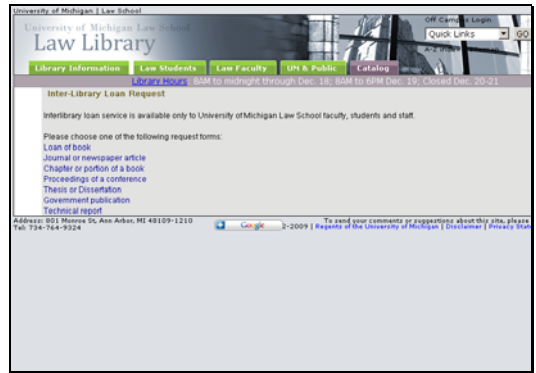 University of Michigan | Law School
University of Michigan Law School
Off Campus Login
Law Library
Quick Links
GO
Library Information
Law Students
Law Faculty
UM & Public
Catalog
Library Hours: 8AM to midnight through Dec. 18; 8AM to 6PM Dec. 19; Closed Dec. 20-21
Inter-Library Loan Request
Interlibrary loan service is available only to University of Michigan Law School faculty, students and staff.
Please choose one of the following request forms:
Loan of book
Journal or newspaper article
Chapter or portion of a book
Proceedings of a conference
Thesis or Dissertation
Government publication
Technical report
Address: 801 Monroe St, Ann Arbor, MI 48109-1210
To send your comments or suggestions about this site, please
Tel: 734-764-9324
Google
2-2009 | Regents of the University of Michigan | Disclaimer | Privacy Stat